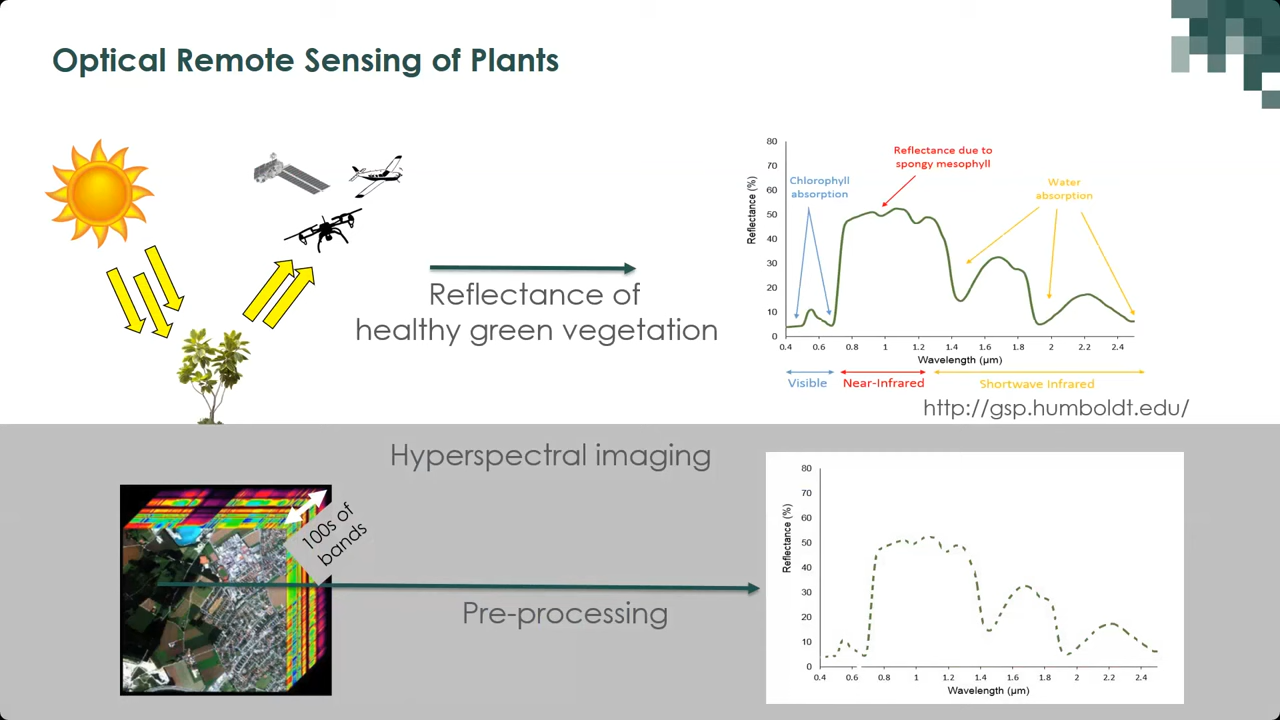 Optical Remote Sensing of Plants
Reflectance of
healthy green vegetation
80
70
60
50
40
30
20
10
0
Reflectance (%)
Chlorophyll
absorption
Reflectance due to
spongy mesophyll
Water
absorption
0.4 0.6 0.8 1 1.2 1.4 1.6 1.8 2 2.2 2.4
Wavelength (µm)
Visible Near-Infrared Shortwave Infrared
http://gsp.humboldt.edu/
Hyperspectral imaging
100s of
bands
Pre-processing
80
70
60
50
40
30
20
10
0
Reflectance (%)
0.4 0.6 0.8 1 1.2 1.4 1.6 1.8 2 2.2 2.4
Wavelength (µm)